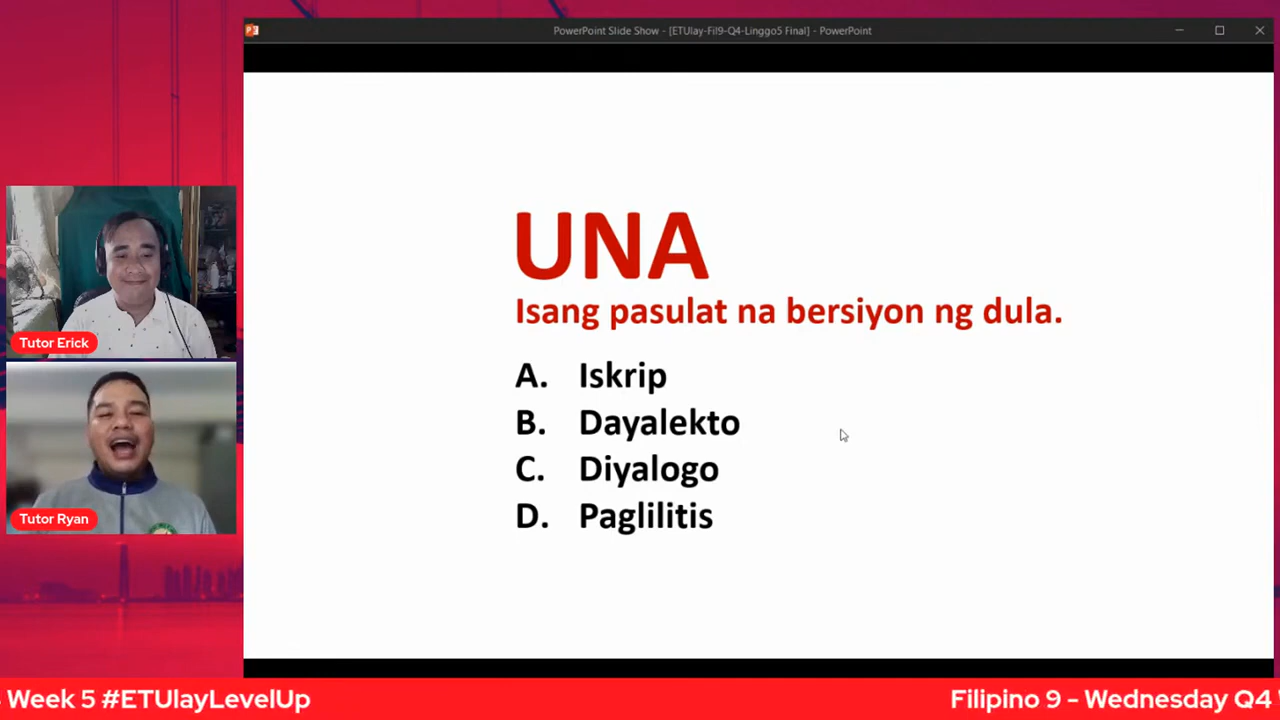 PowerPoint Slide Show - [ETUlay-Fil9-Q4-Linggo5 Final] - PowerPoint
UNA
Isang pasulat na bersiyon ng dula.
A. Iskrip
B. Dayalekto
C. Diyalogo
D. Paglilitis
Tutor Erick
Tutor Ryan
Week 5 #ETUlayLevelUp
Filipino 9 - Wednesday Q4